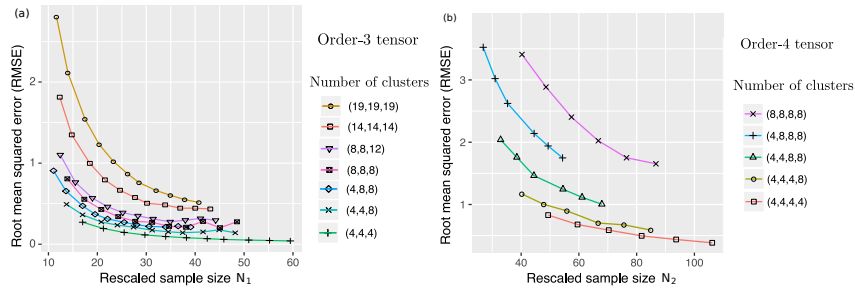 (a)
Order-3 tensor
Number of clusters
(19,19,19)
(14,14,14)
(8,8,12)
(8,8,8)
(4,8,8)
(4,4,8)
(4,4,4)
Root mean squared error (RMSE)
0
1
2
10 20 30 40 50 60
Rescaled sample size N1
(b)
Order-4 tensor
Number of clusters
(8,8,8,8)
(4,8,8,8)
(4,4,8,8)
(4,4,4,8)
(4,4,4,4)
Root mean squared error (RMSE)
1
2
3
40 60 80 100
Rescaled sample size N2